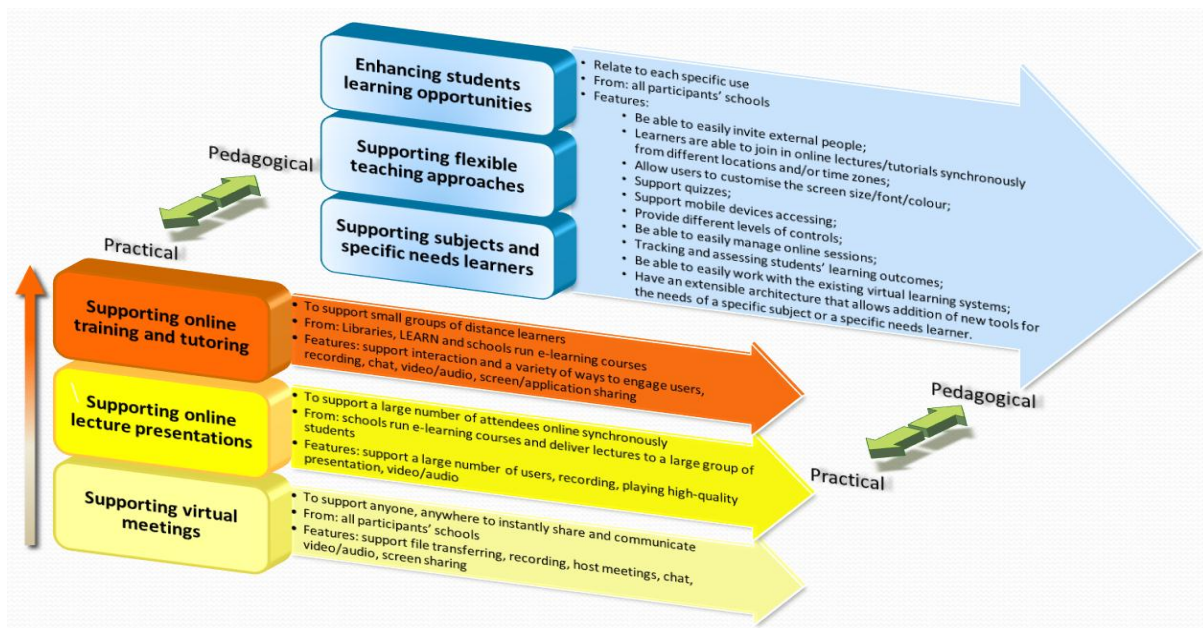 Enhancing students
learning opportunities
Supporting flexible
teaching approaches
Supporting subjects and
specific needs learners
• Relate to each specific use
• From: all participants’ schools
• Features:
• Be able to easily invite external people;
• Learners are able to join in online lectures/tutorials synchronously
from different locations and/or time zones;
• Allow users to customise the screen size/font/colour;
• Support quizzes;
• Support mobile devices accessing;
• Provide different levels of controls;
• Be able to easily manage online sessions;
• Tracking and assessing students’ learning outcomes;
• Be able to easily work with the existing virtual learning systems;
• Have an extensible architecture that allows addition of new tools for
the needs of a specific subject or a specific needs learner.
Pedagogical
Practical
Supporting online
training and tutoring
• To support small groups of distance learners
• From: Libraries, LEARN and schools run e-learning courses
• Features: support interaction and a variety of ways to engage users,
recording, chat, video/audio, screen/application sharing
Supporting online
lecture presentations
• To support a large number of attendees online synchronously
• From: schools run e-learning courses and deliver lectures to a large group of
students
• Features: support a large number of users, recording, playing high-quality
presentation, video/audio
Supporting virtual
meetings
• To support anyone, anywhere to instantly share and communicate
• From: all participants’ schools
• Features: support file transferring, recording, host meetings, chat,
video/audio, screen sharing
Pedagogical
Practical